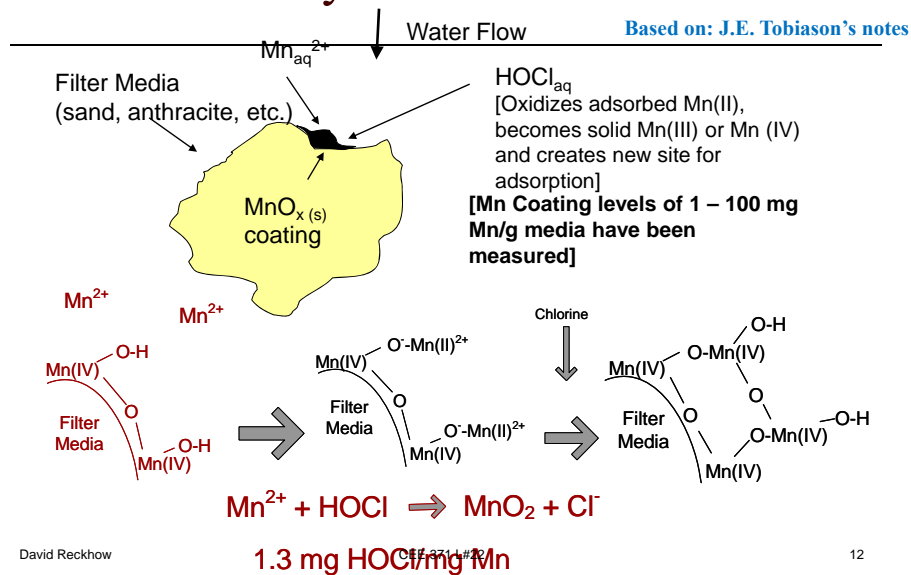 Based on: J.E. Tobiason's notes
Water Flow
Mnaq2+
Filter Media
(sand, anthracite, etc.)
HOClaq
[Oxidizes adsorbed Mn(II),
becomes solid Mn(III) or Mn (IV)
and creates new site for
adsorption]
[Mn Coating levels of 1 – 100 mg
Mn/g media have been
measured]
MnOx (s)
coating
Mn2+
Mn2+
O-H
Mn(IV)
O
Filter
Media
O-H
Mn(IV)
O--Mn(II)2+
Mn(IV)
O
Filter
Media
O--Mn(II)2+
Mn(IV)
Chlorine
O-H
O-Mn(IV)
Mn(IV)
O
O
Filter
Media
O-H
O-Mn(IV)
Mn(IV)
Mn2+ + HOCl → MnO2 + Cl-
1.3 mg HOCl/mg Mn
David Reckhow
CEE 371 L#22
12